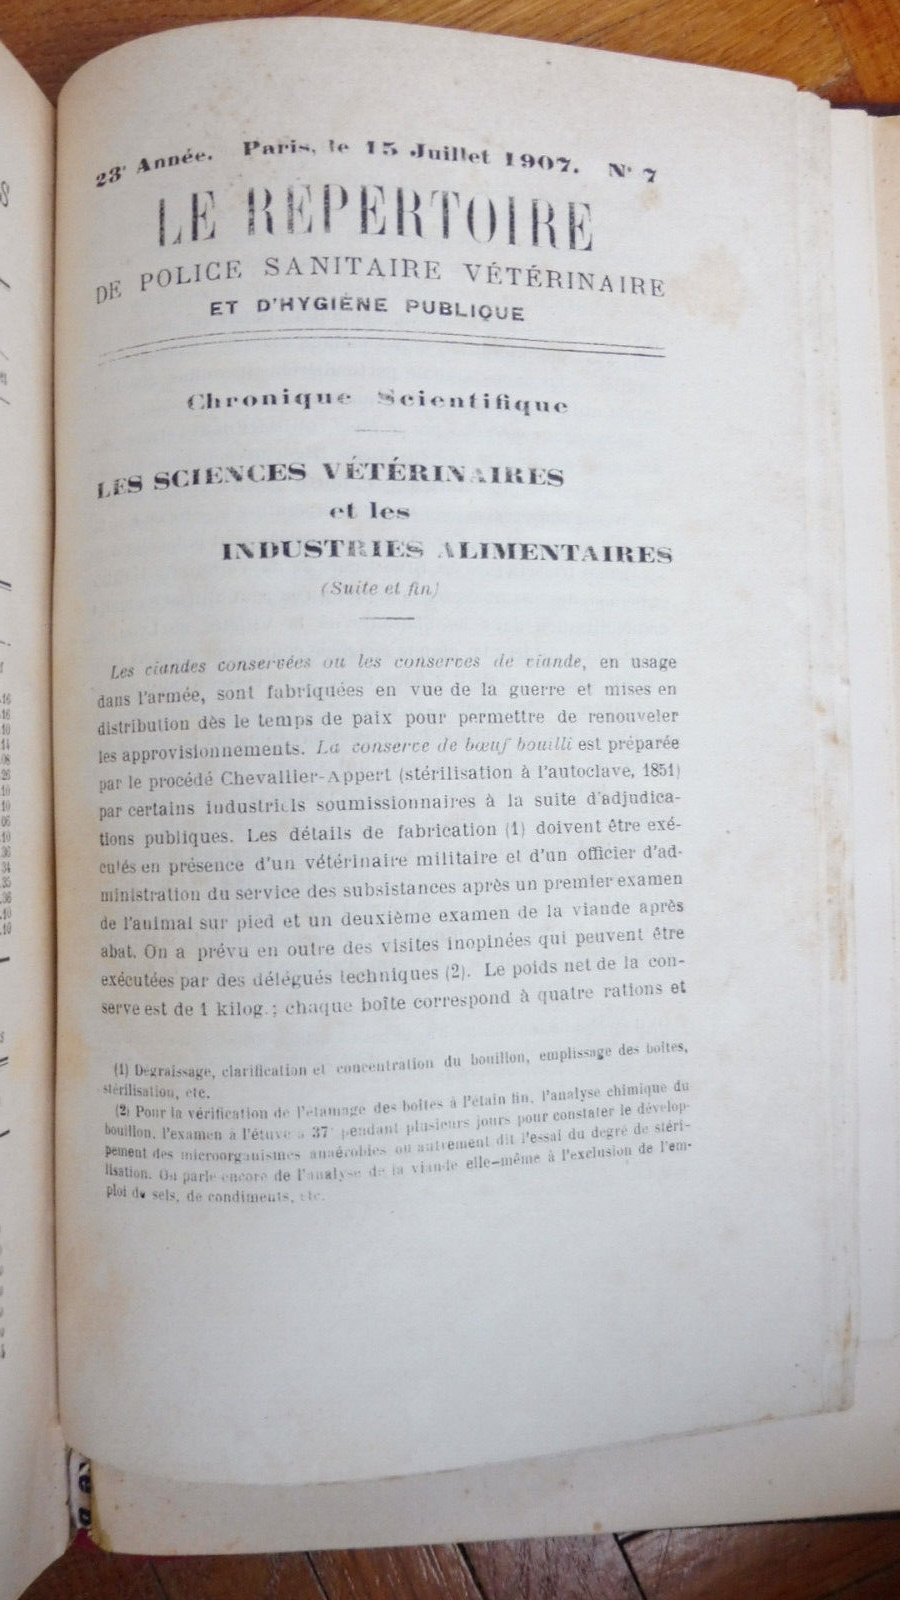 23e Année. Paris, le 15 Juillet 1907. No 7
LE REPERTOIRE
DE POLICE SANITAIRE VÉTÉRINAIRE
ET D'HYGIÈNE PUBLIQUE
Chronique Scientifique
LES SCIENCES VÉTÉRINAIRES
et les
INDUSTRIES ALIMENTAIRES
(Suite et fin)
Les viandes conservées ou les conserves de viande, en usage
dans l'armée, sont fabriquées en vue de la guerre et mises en
distribution dès le temps de paix pour permettre de renouveler
les approvisionnements. La conserve de bœuf bouilli est préparée
par le procédé Chevallier-Appert (stérilisation à l'autoclave, 1851)
par certains industriels soumissionnaires à la suite d'adjudica-
tions publiques. Les détails de fabrication (1) doivent être exé-
cutés en présence d'un vétérinaire militaire et d'un officier d'ad-
ministration du service des subsistances après un premier examen
de l'animal sur pied et un deuxième examen de la viande après
abat. On a prévu en outre des visites inopinées qui peuvent être
exécutées par des délégués techniques (2). Le poids net de la con-
serve est de 1 kilog.; chaque boîte correspond à quatre rations et
(1) Dégraissage, clarification et concentration du bouillon, emplissage des boîtes,
stérilisation, etc.
(2) Pour la vérification de l'étamage des boîtes à l'étain fin, l'analyse chimique du
bouillon, l'examen à l'étuve à 37° pendant plusieurs jours pour constater le dévelop-
pement des microorganismes anaérobies ou autrement dit l'essai du degré de stéri-
lisation. On parle encore de l'analyse de la viande elle-même à l'exclusion de l'em-
ploi de sels, de condiments, etc.